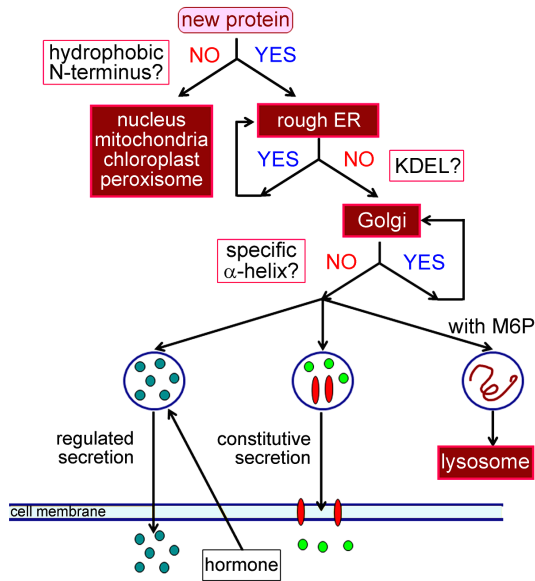 new protein
hydrophobic
N-terminus?
NO
YES
nucleus
mitochondria
chloroplast
peroxisome
rough ER
YES
NO
KDEL?
Golgi
specific
α-helix?
NO
YES
with M6P
regulated
secretion
constitutive
secretion
lysosome
cell membrane
hormone